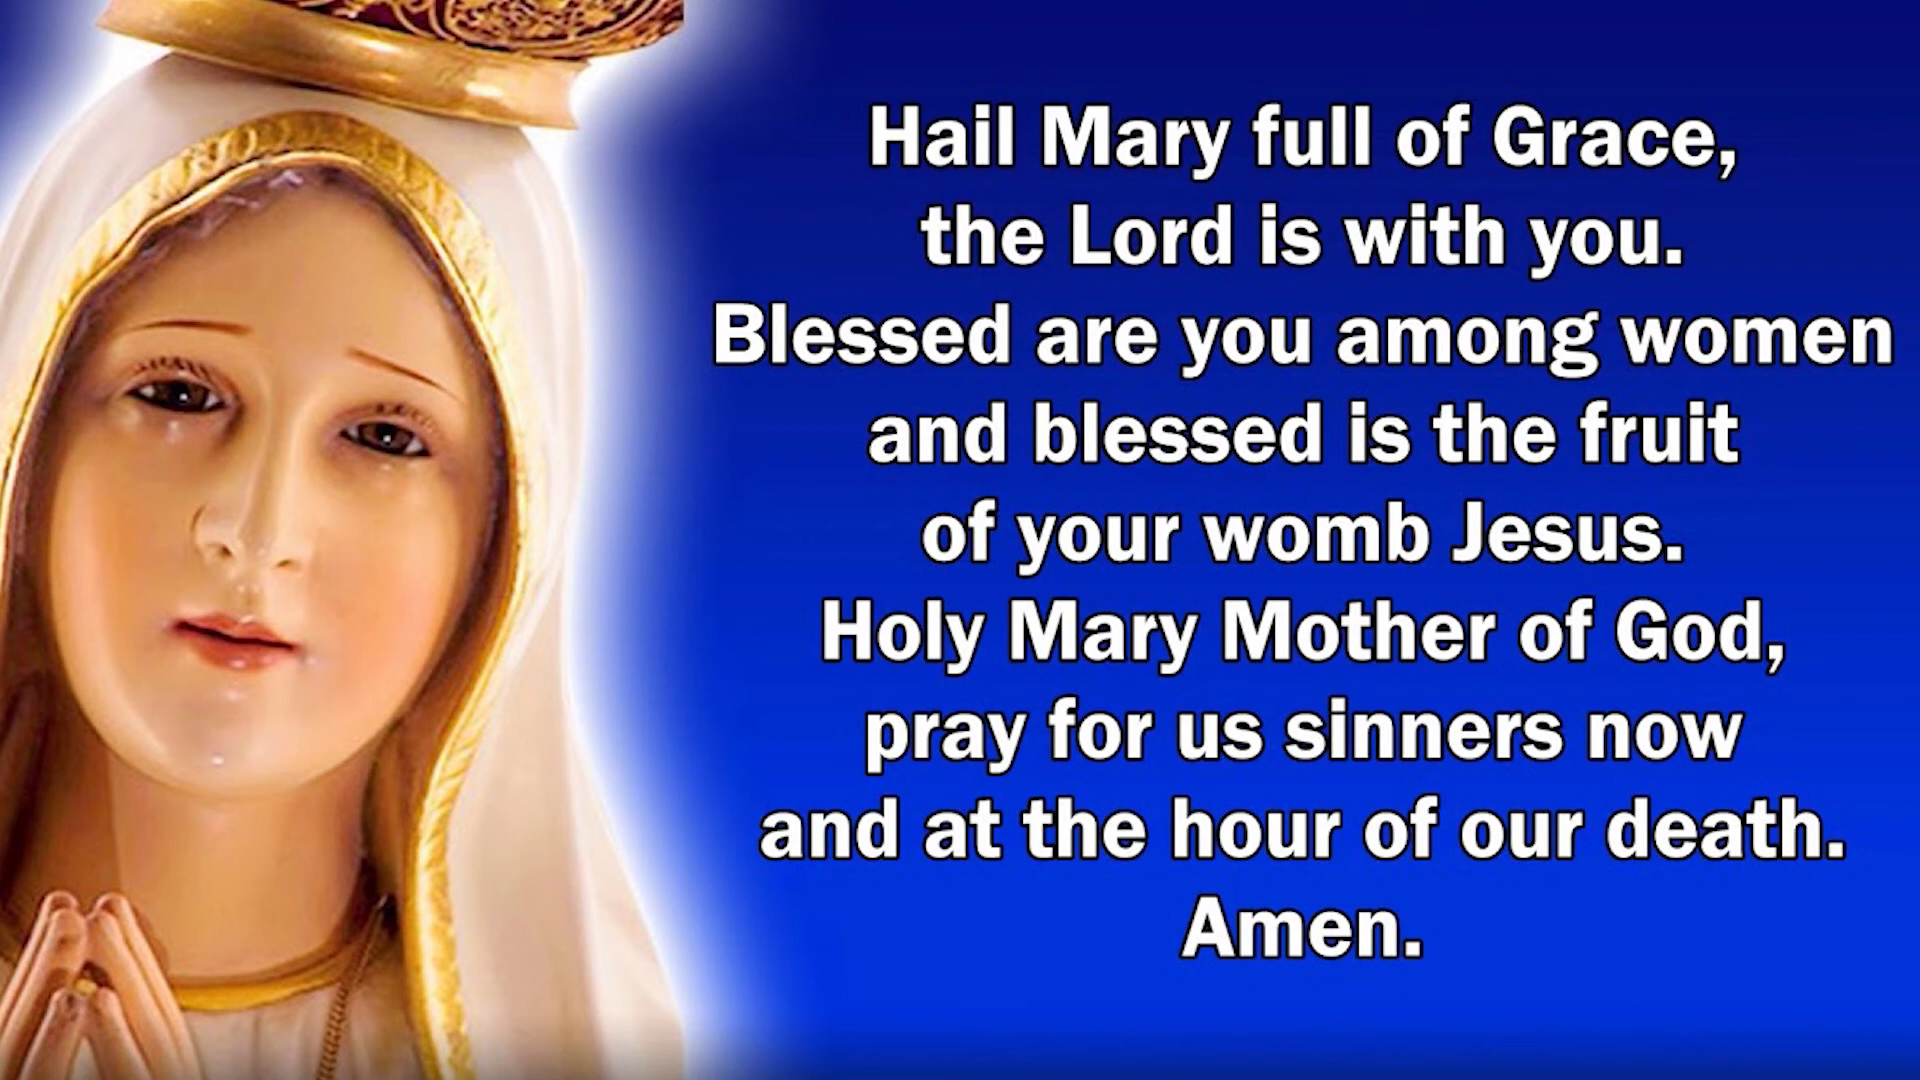 Hail Mary full of Grace,
the Lord is with you.
Blessed are you among women
and blessed is the fruit
of your womb Jesus.
Holy Mary Mother of God,
pray for us sinners now
and at the hour of our death.
Amen.